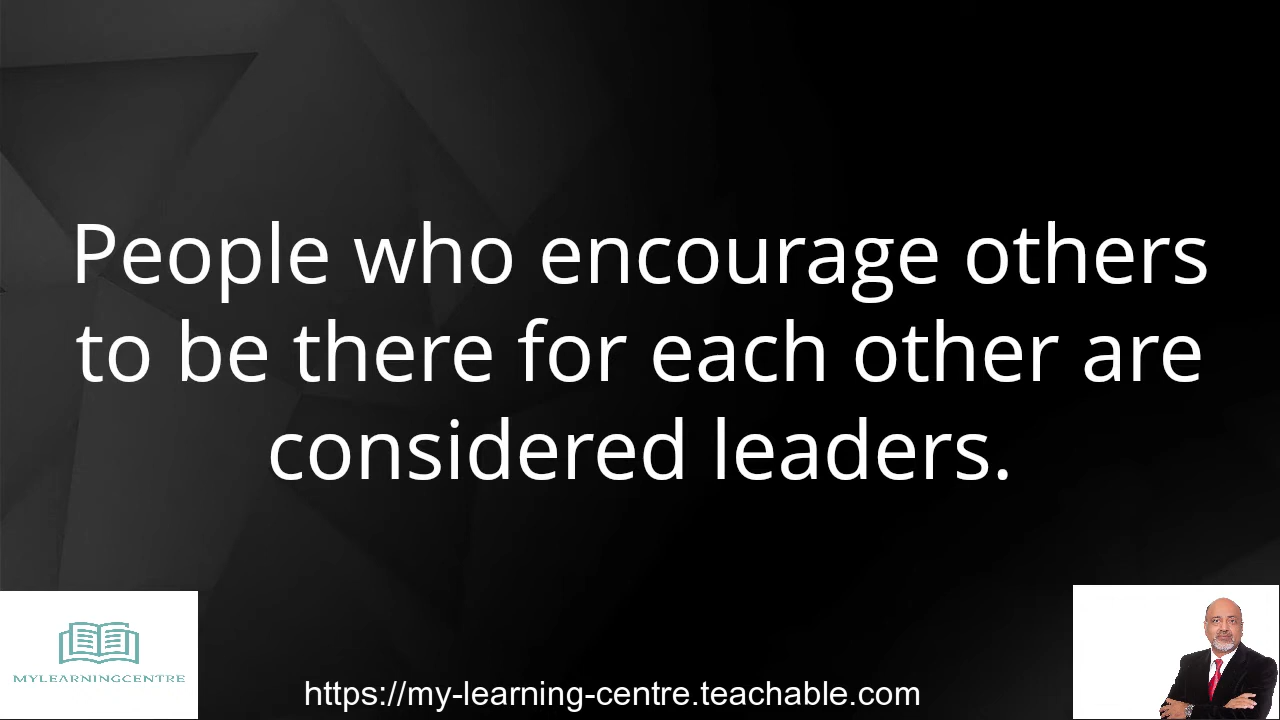 People who encourage others
to be there for each other are
considered leaders.
MYLEARNINGCENTRE
https://my-learning-centre.teachable.com